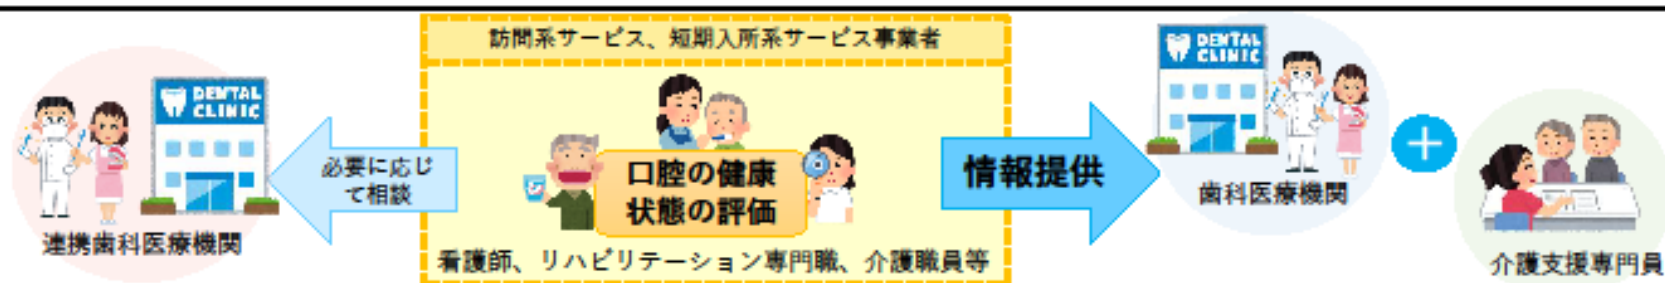 訪問系サービス、短期入所系サービス事業者
DENTAL
CLINIC
必要に応じ
て相談
連携歯科医療機関
口腔の健康
状態の評価
看護師、リハビリテーション専門職、介護職員等
情報提供
DENTAL
CLINIC
歯科医療機関
介護支援専門員